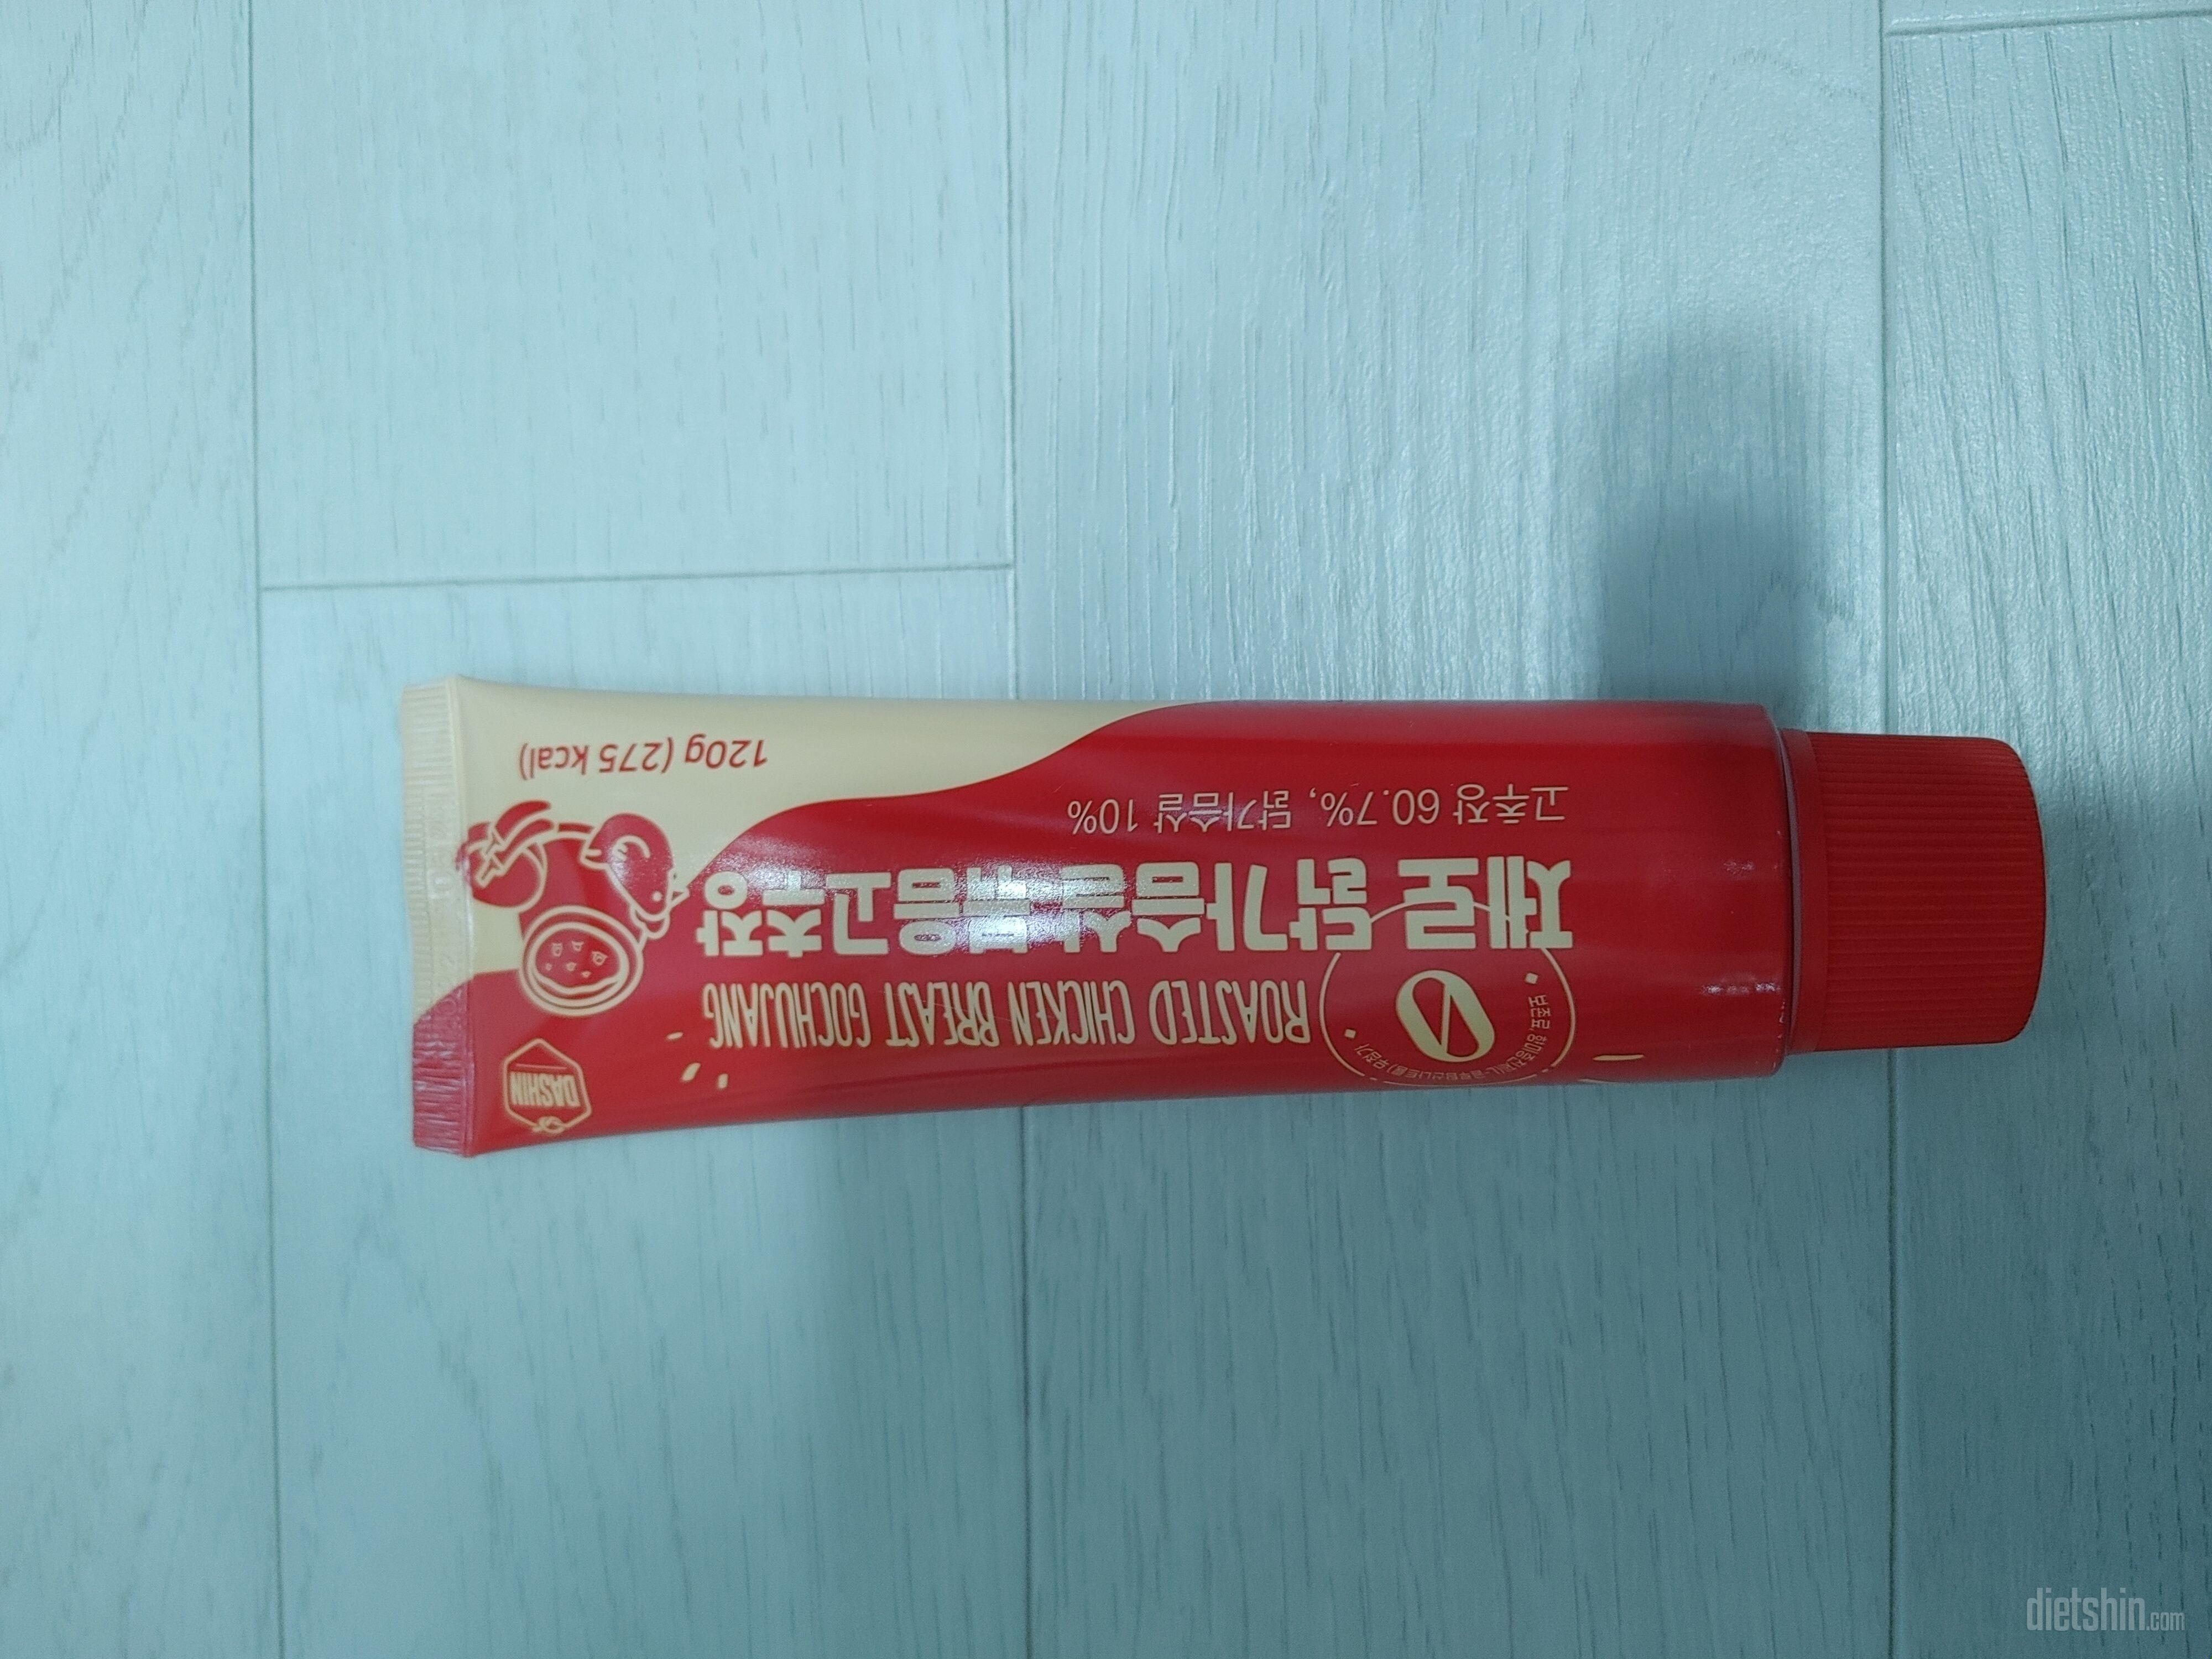 DASHIN
ROASTED CHICKEN BREAST GOCHUJANG
제로 닭가슴살 볶음고추장
고추장 60.7%, 닭가슴살 10%
120g (275 kcal)
dietshin.com